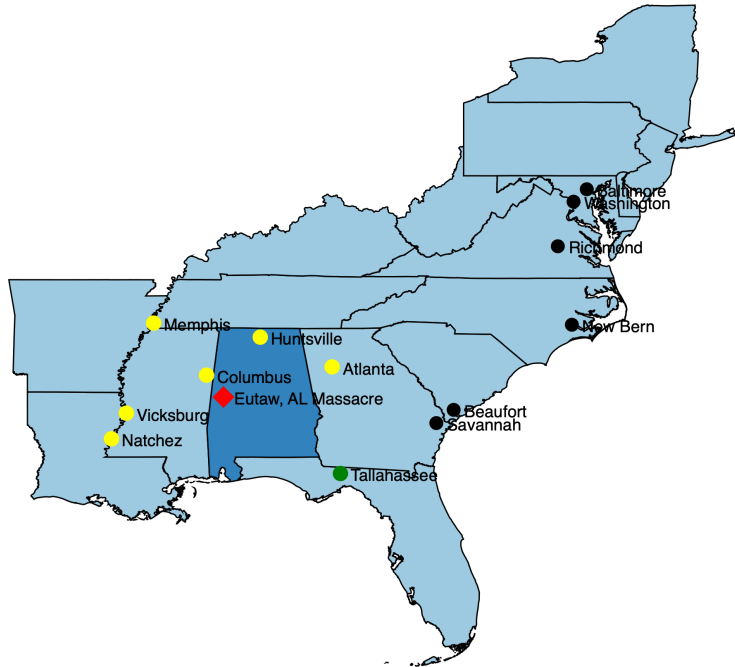 Baltimore
Washington
Richmond
New Bern
Memphis
Huntsville
Atlanta
Columbus
Eutaw, AL Massacre
Vicksburg
Beaufort
Savannah
Natchez
Tallahassee